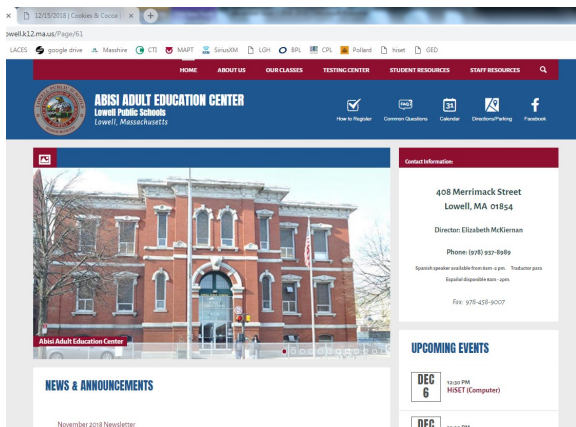 12/15/2018 | Cookies & Cocoa |
owell.k12.ma.us/Page/61
LACES google drive Masshire CTI MAPT SiriusXM LGH BPL CPL Pollard hiset GED
HOME ABOUT US OUR CLASSES TESTING CENTER STUDENT RESOURCES STAFF RESOURCES
ABISI ADULT EDUCATION CENTER
Lowell Public Schools
Lowell, Massachusetts
FAQ 31
How to Register Common Questions Calendar Directions/Parking Facebook
Contact Information:
408 Merrimack Street
Lowell, MA 01854
Director: Elizabeth McKiernan
Phone: (978) 937-8989
Spanish speaker available from 8am -2 pm. Traductor para
Español disponible 8am - 2pm.
Fax: 978-458-9007
Abisi Adult Education Center
UPCOMING EVENTS
DEC
6
12:30 PM
HiSET (Computer)
DEC
NEWS & ANNOUNCEMENTS
November 2018 Newsletter